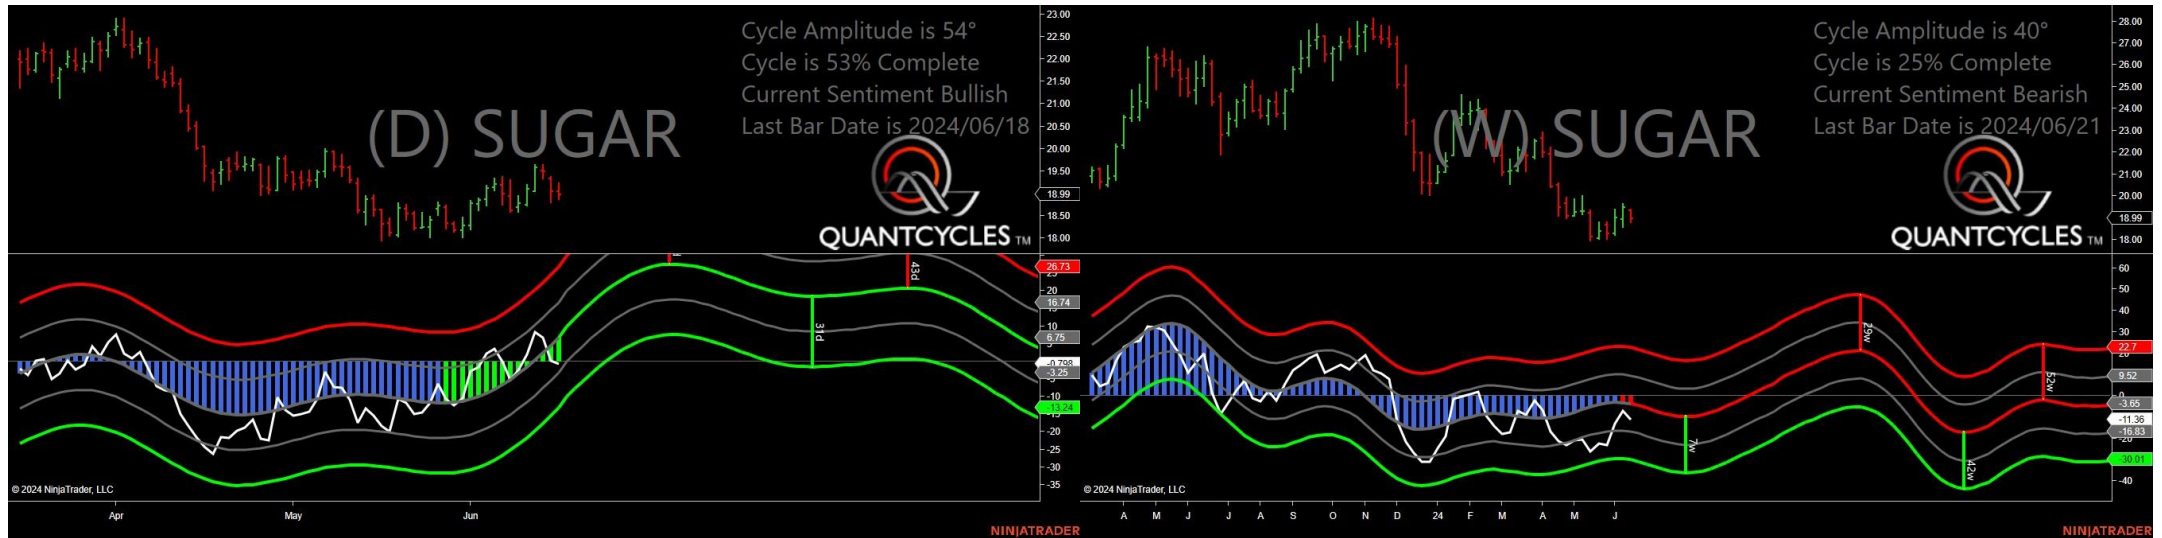 Cycle Amplitude is 54°
Cycle is 53% Complete
Current Sentiment Bullish
Last Bar Date is 2024/06/18
(D) SUGAR
QUANTCYCLES TM
23.00
22.50
22.00
21.50
21.00
20.50
20.00
19.50
18.99
18.50
18.00
43d
31d
26.73
20
16.74
10
6.75
-0.798
-3.25
-10
-13.24
-15
-20
-25
-30
-35
© 2024 NinjaTrader, LLC
Apr
May
Jun
NINJATRADER
Cycle Amplitude is 40°
Cycle is 25% Complete
Current Sentiment Bearish
Last Bar Date is 2024/06/21
(W) SUGAR
QUANTCYCLES TM
28.00
27.00
26.00
25.00
24.00
23.00
22.00
21.00
20.00
18.99
18.00
29w
52w
7w
42w
60
50
40
30
22.7
9.52
-3.65
-11.36
-16.83
-30.01
-40
© 2024 NinjaTrader, LLC
A M J J A S O N D 24 F M A M J
NINJATRADER